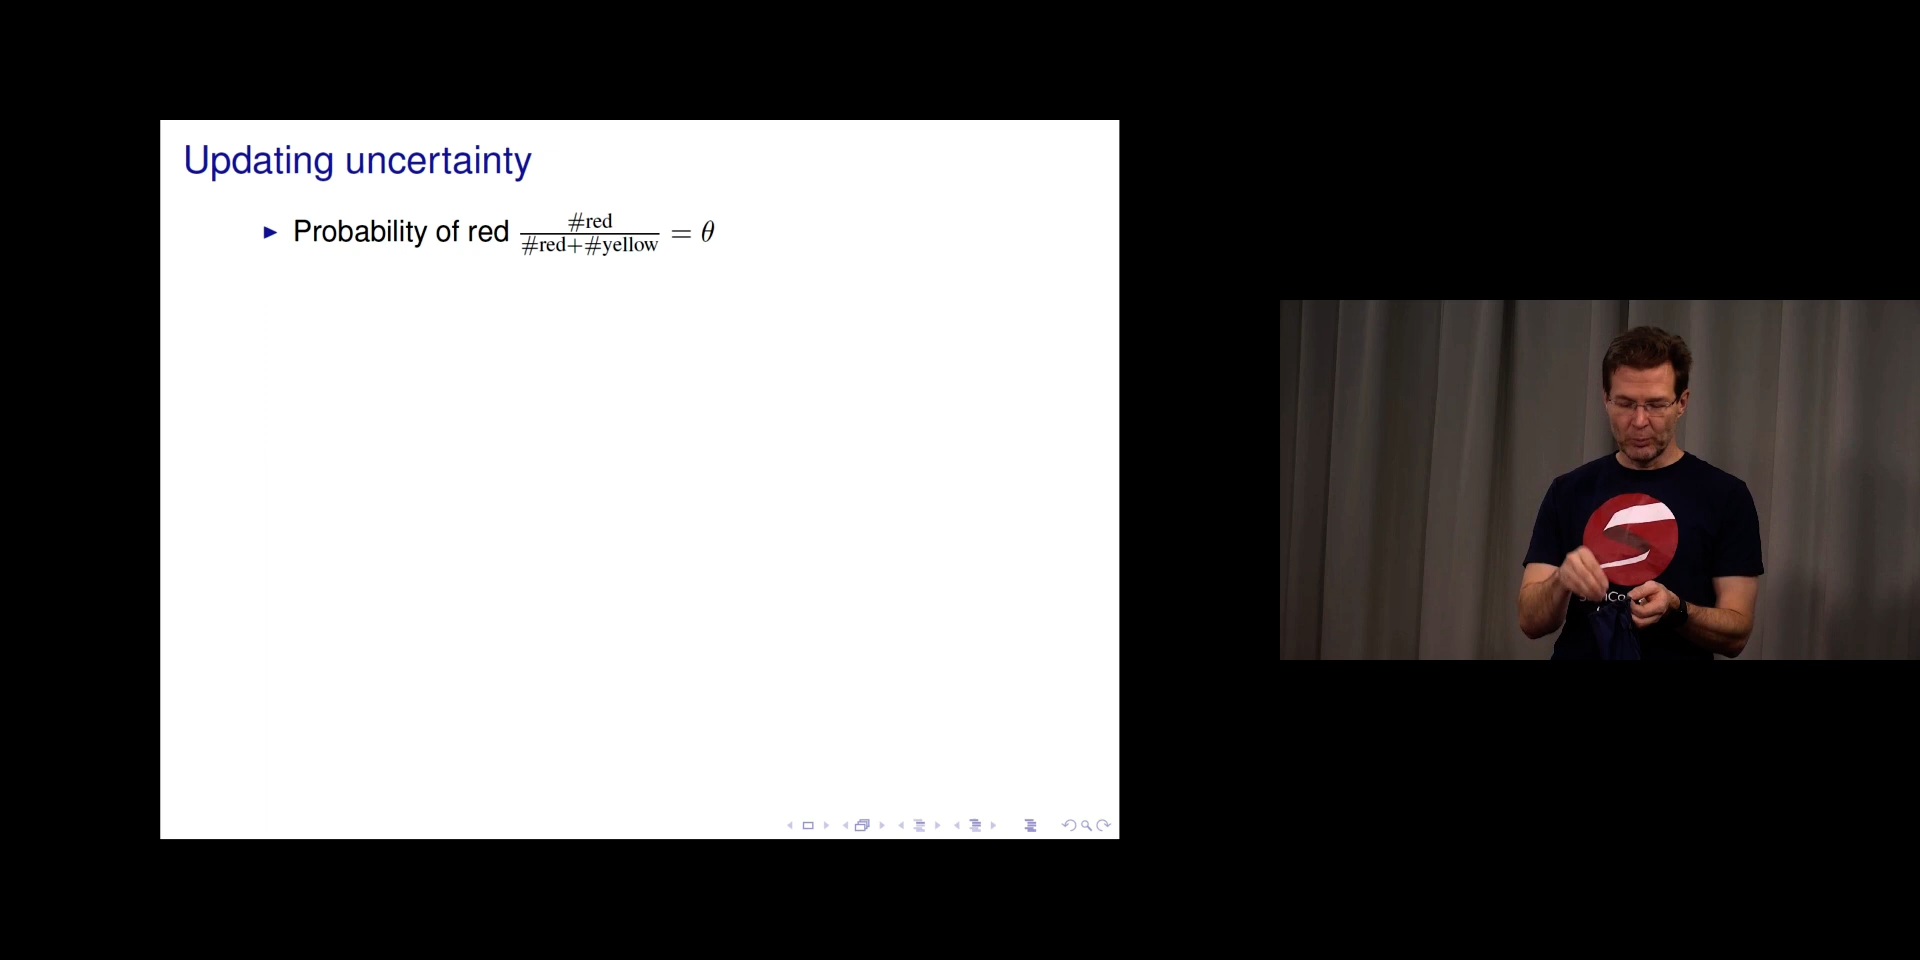 Updating uncertainty
▶ Probability of red #red / #red+#yellow = θ